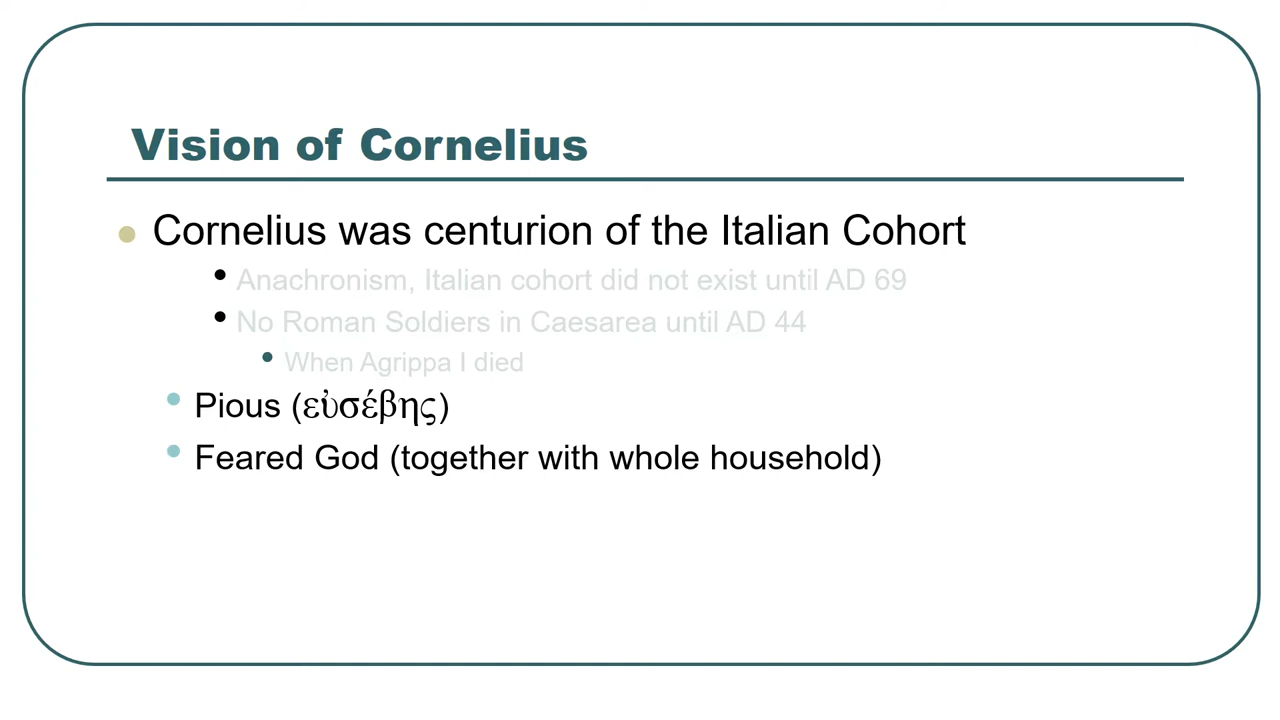 Vision of Cornelius
Cornelius was centurion of the Italian Cohort
Anachronism, Italian cohort did not exist until AD 69
No Roman Soldiers in Caesarea until AD 44
When Agrippa I died
Pious (εὐσέβης)
Feared God (together with whole household)